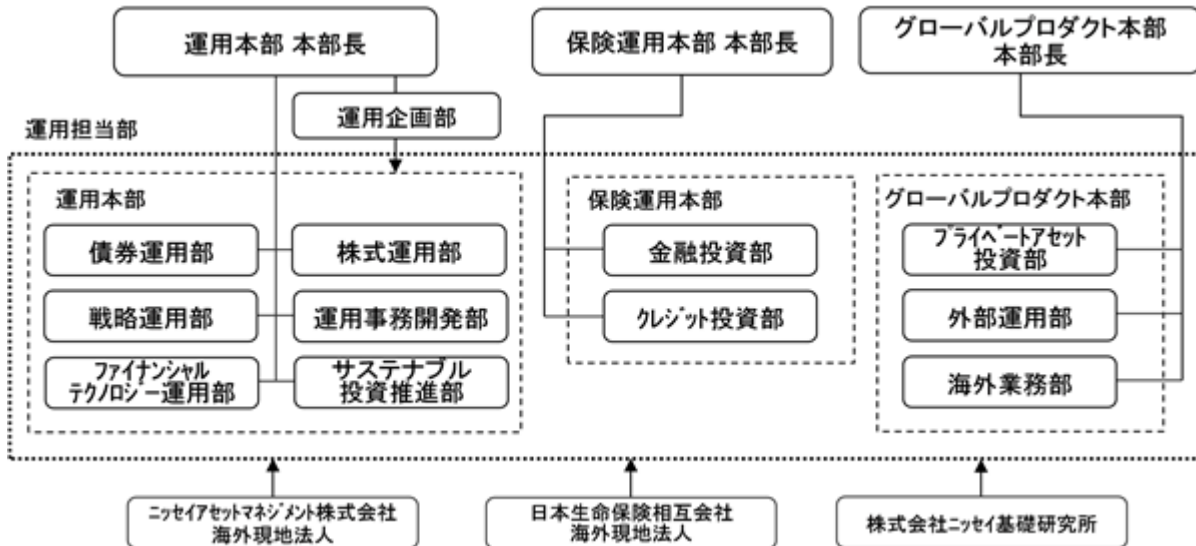 運用本部 本部長
保険運用本部 本部長
グローバルプロダクト本部
本部長
運用企画部
運用担当部
運用本部
債券運用部
株式運用部
戦略運用部
運用事務開発部
ファイナンシャル
テクノロジー運用部
サステナブル
投資推進部
保険運用本部
金融投資部
クレジット投資部
グローバルプロダクト本部
プライベートアセット
投資部
外部運用部
海外業務部
ニッセイアセットマネジメント株式会社
海外現地法人
日本生命保険相互会社
海外現地法人
株式会社ニッセイ基礎研究所